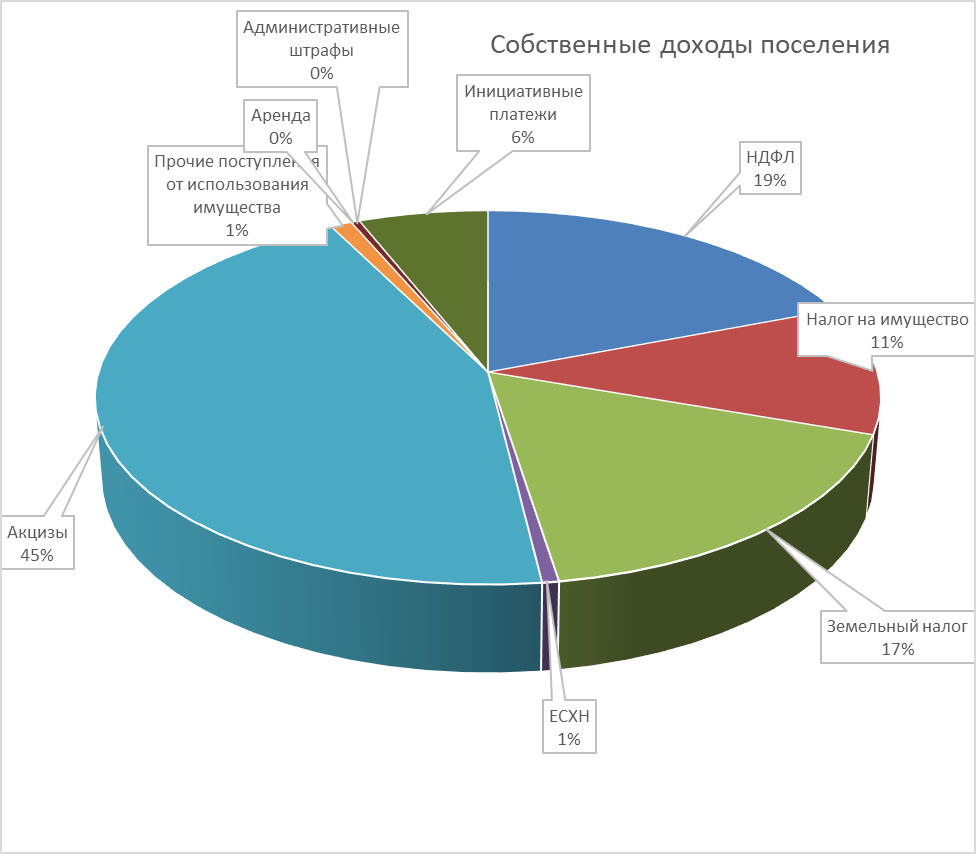 Собственные доходы поселения
Административные
штрафы
0%
Инициативные
платежи
6%
Аренда
0%
Прочие поступления
от использования
имущества
1%
НДФЛ
19%
Налог на имущество
11%
Акцизы
45%
Земельный налог
17%
ЕСХН
1%